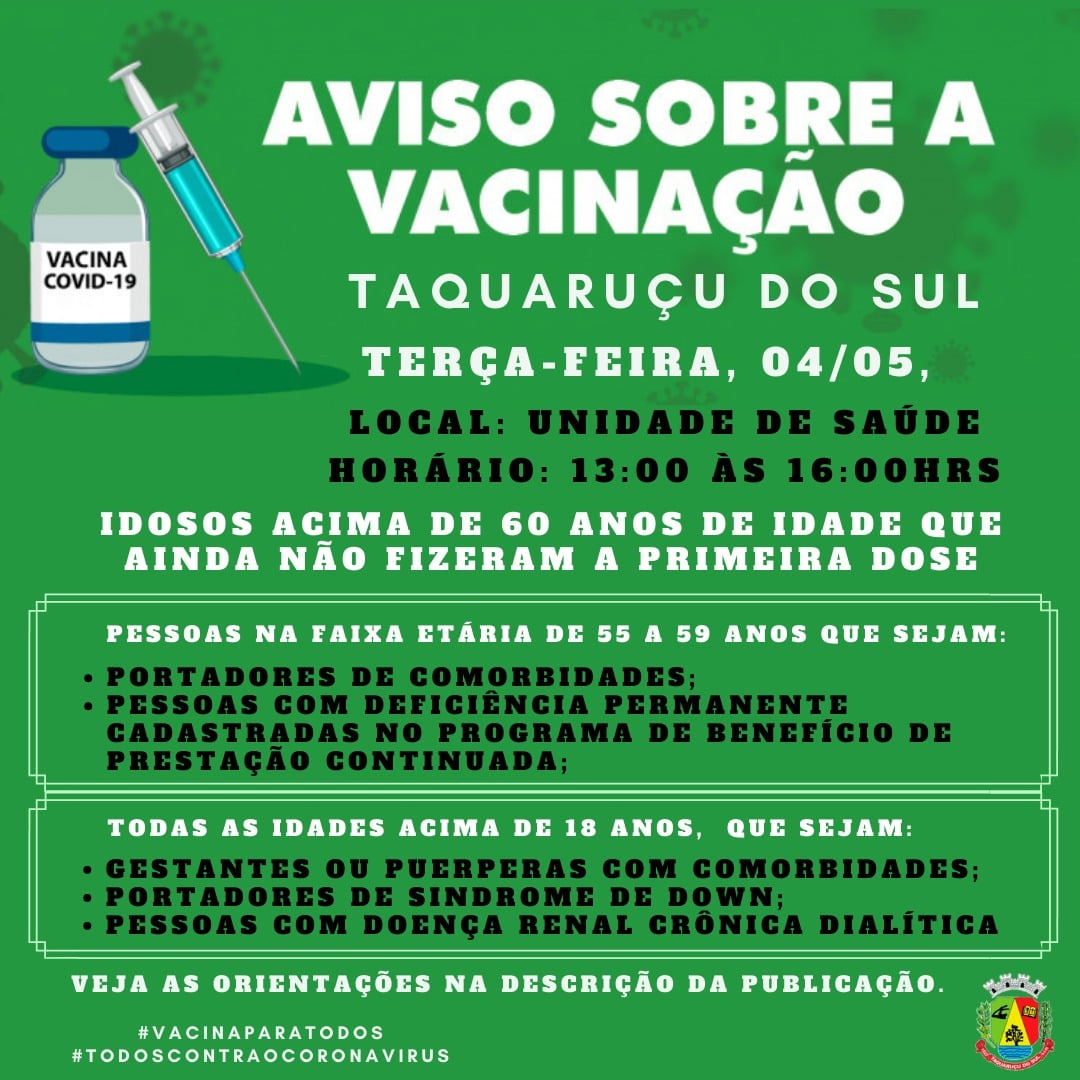 AVISO SOBRE A
VACINAÇÃO
VACINA
COVID-19
TAQUARUÇU DO SUL
TERÇA-FEIRA, 04/05,
LOCAL: UNIDADE DE SAÚDE
HORÁRIO: 13:00 ÀS 16:00HRS
IDOSOS ACIMA DE 60 ANOS DE IDADE QUE
AINDA NÃO FIZERAM A PRIMEIRA DOSE
PESSOAS NA FAIXA ETÁRIA DE 55 A 59 ANOS QUE SEJAM:
• PORTADORES DE COMORBIDADES;
• PESSOAS COM DEFICIÊNCIA PERMANENTE
CADASTRADAS NO PROGRAMA DE BENEFÍCIO DE
PRESTAÇÃO CONTINUADA;
TODAS AS IDADES ACIMA DE 18 ANOS, QUE SEJAM:
• GESTANTES OU PUERPERAS COM COMORBIDADES;
• PORTADORES DE SINDROME DE DOWN;
• PESSOAS COM DOENÇA RENAL CRÔNICA DIALÍTICA
VEJA AS ORIENTAÇÕES NA DESCRIÇÃO DA PUBLICAÇÃO.
#VACINAPARATODOS
#TODOSCONTRAOCORONAVIRUS
TAQUARUÇU DO SUL